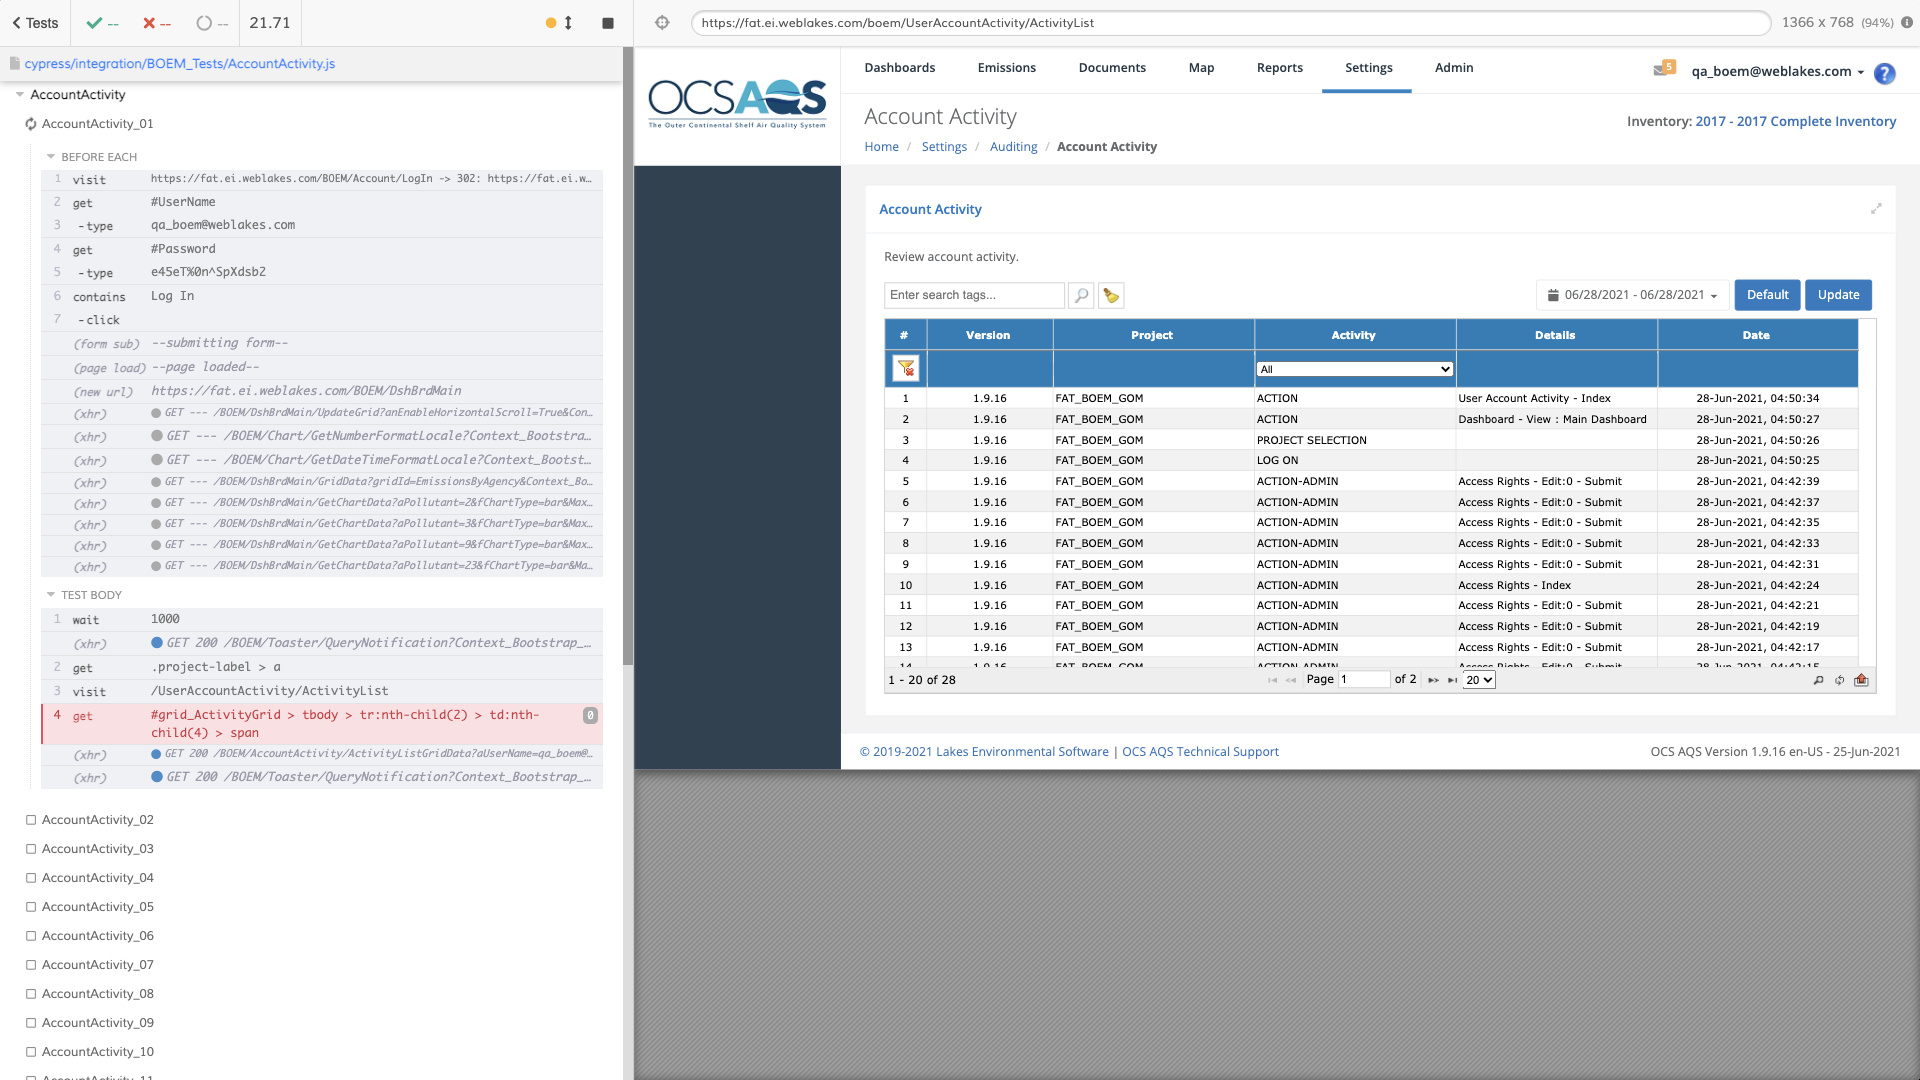 Tests
--
--
--
21.71
cypress/integration/BOEM_Tests/AccountActivity.js
AccountActivity
AccountActivity_01
BEFORE EACH
1 visit https://fat.ei.weblakes.com/BOEM/Account/LogIn -> 302: https://fat.ei.w…
2 get #UserName
3 -type qa_boem@weblakes.com
4 get #Password
5 -type e45eT%0n^SpXdsb2
6 contains Log In
7 -click
(form sub) --submitting form--
(page load) --page loaded--
(new url) https://fat.ei.weblakes.com/BOEM/DshBrdMain
(xhr) GET --- /BOEM/DshBrdMain/UpdateGrid?anEnableHorizontalScroll=True&Con…
(xhr) GET --- /BOEM/Chart/GetNumberFormatLocale?Context_Bootstra…
(xhr) GET --- /BOEM/Chart/GetDateTimeFormatLocale?Context_Bootst…
(xhr) GET --- /BOEM/DshBrdMain/GridData?gridId=EmissionsByAgency&Context_Bo…
(xhr) GET --- /BOEM/DshBrdMain/GetChartData?aPollutant=2&fChartType=bar&Max…
(xhr) GET --- /BOEM/DshBrdMain/GetChartData?aPollutant=3&fChartType=bar&Max…
(xhr) GET --- /BOEM/DshBrdMain/GetChartData?aPollutant=9&fChartType=bar&Max…
(xhr) GET --- /BOEM/DshBrdMain/GetChartData?aPollutant=23&fChartType=bar&Ma…
TEST BODY
1 wait 1000
(xhr) GET 200 /BOEM/Toaster/QueryNotification?Context_Bootstrap_…
2 get .project-label > a
3 visit /UserAccountActivity/ActivityList
4 get #grid_ActivityGrid > tbody > tr:nth-child(2) > td:nth- 0
child(4) > span
(xhr) GET 200 /BOEM/AccountActivity/ActivityListGridData?aUserName=qa_boem@…
(xhr) GET 200 /BOEM/Toaster/QueryNotification?Context_Bootstrap_…
AccountActivity_02
AccountActivity_03
AccountActivity_04
AccountActivity_05
AccountActivity_06
AccountActivity_07
AccountActivity_08
AccountActivity_09
AccountActivity_10
AccountActivity_11
https://fat.ei.weblakes.com/boem/UserAccountActivity/ActivityList
1366 x 768 (94%)
OCSAQS
The Outer Continental Shelf Air Quality System
Dashboards Emissions Documents Map Reports Settings Admin
5 qa_boem@weblakes.com ?
Account Activity
Inventory: 2017 - 2017 Complete Inventory
Home / Settings / Auditing / Account Activity
Account Activity
Review account activity.
Enter search tags...
06/28/2021 - 06/28/2021 Default Update
# Version Project Activity Details Date
All
1 1.9.16 FAT_BOEM_GOM ACTION User Account Activity - Index 28-Jun-2021, 04:50:34
2 1.9.16 FAT_BOEM_GOM ACTION Dashboard - View : Main Dashboard 28-Jun-2021, 04:50:27
3 1.9.16 FAT_BOEM_GOM PROJECT SELECTION 28-Jun-2021, 04:50:26
4 1.9.16 FAT_BOEM_GOM LOG ON 28-Jun-2021, 04:50:25
5 1.9.16 FAT_BOEM_GOM ACTION-ADMIN Access Rights - Edit:0 - Submit 28-Jun-2021, 04:42:39
6 1.9.16 FAT_BOEM_GOM ACTION-ADMIN Access Rights - Edit:0 - Submit 28-Jun-2021, 04:42:37
7 1.9.16 FAT_BOEM_GOM ACTION-ADMIN Access Rights - Edit:0 - Submit 28-Jun-2021, 04:42:35
8 1.9.16 FAT_BOEM_GOM ACTION-ADMIN Access Rights - Edit:0 - Submit 28-Jun-2021, 04:42:33
9 1.9.16 FAT_BOEM_GOM ACTION-ADMIN Access Rights - Edit:0 - Submit 28-Jun-2021, 04:42:31
10 1.9.16 FAT_BOEM_GOM ACTION-ADMIN Access Rights - Index 28-Jun-2021, 04:42:24
11 1.9.16 FAT_BOEM_GOM ACTION-ADMIN Access Rights - Edit:0 - Submit 28-Jun-2021, 04:42:21
12 1.9.16 FAT_BOEM_GOM ACTION-ADMIN Access Rights - Edit:0 - Submit 28-Jun-2021, 04:42:19
13 1.9.16 FAT_BOEM_GOM ACTION-ADMIN Access Rights - Edit:0 - Submit 28-Jun-2021, 04:42:17
14 1.9.16 FAT_BOEM_GOM ACTION-ADMIN Access Rights - Edit:0 - Submit 28-Jun-2021, 04:42:15
1 - 20 of 28 Page 1 of 2 20
© 2019-2021 Lakes Environmental Software | OCS AQS Technical Support
OCS AQS Version 1.9.16 en-US - 25-Jun-2021